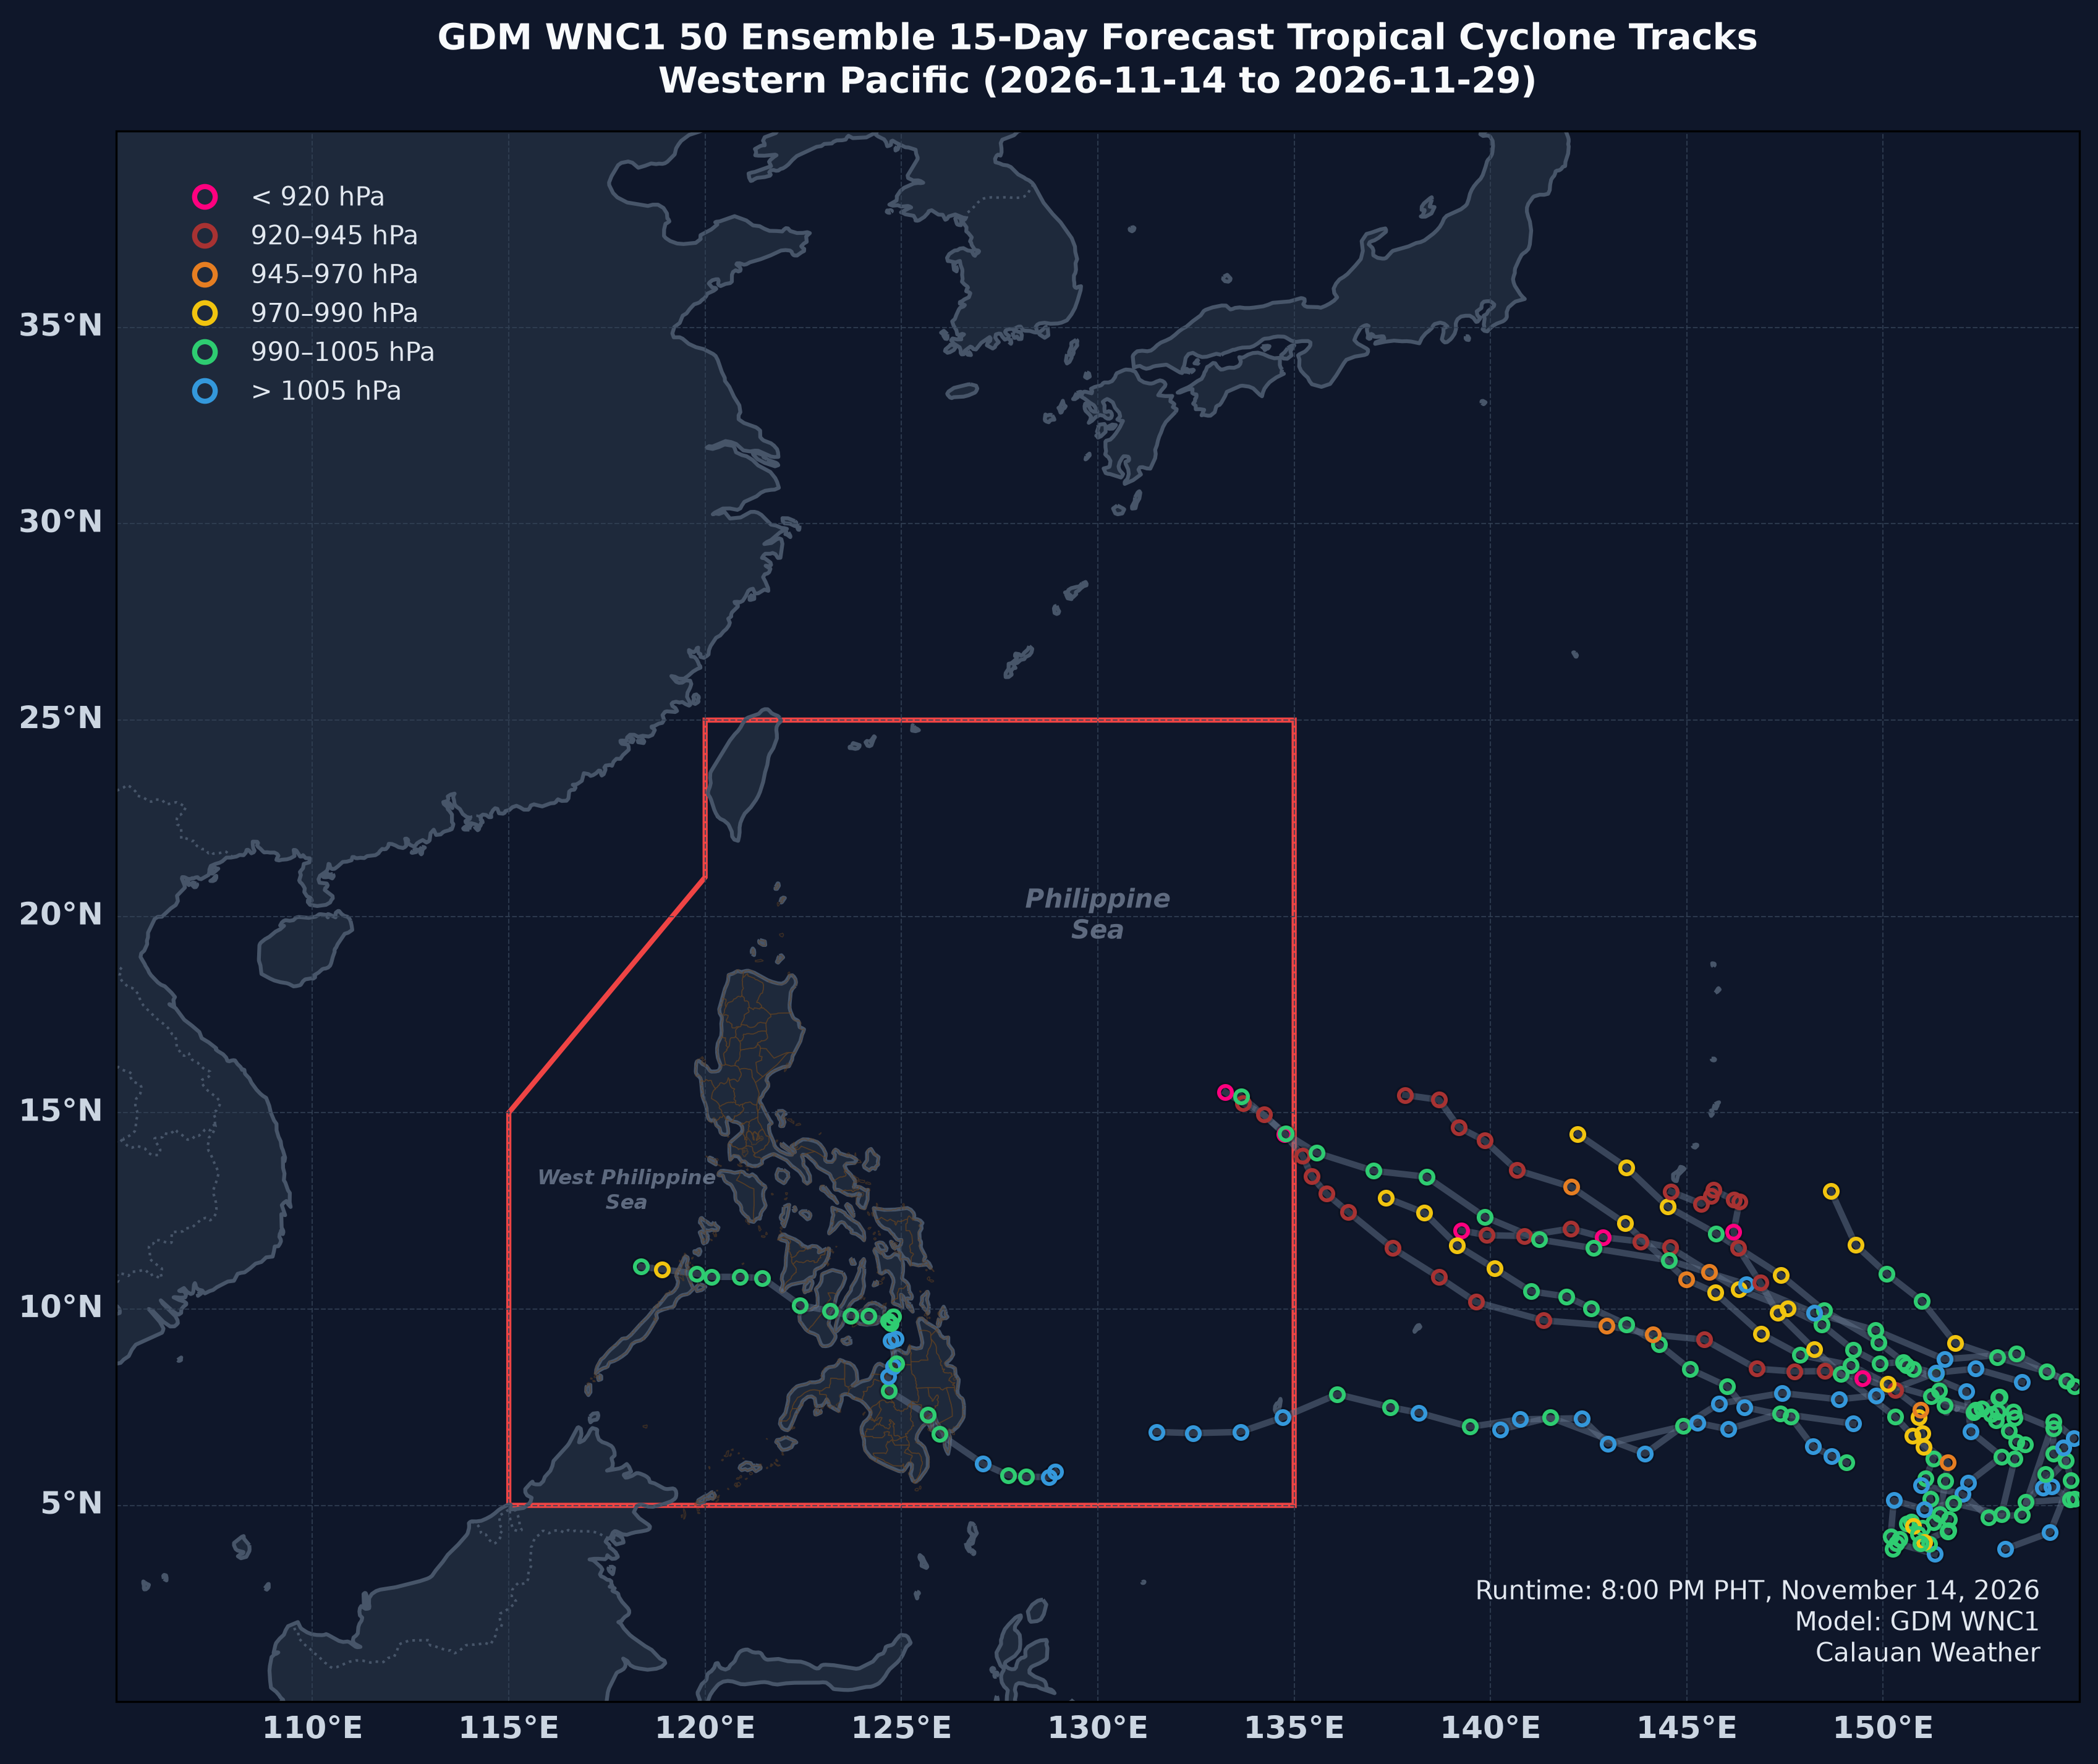 GDM WNC1 50 Ensemble 15-Day Forecast Tropical Cyclone Tracks
Western Pacific (2026-11-14 to 2026-11-29)
< 920 hPa
920–945 hPa
945–970 hPa
970–990 hPa
990–1005 hPa
> 1005 hPa
35°N
30°N
25°N
20°N
15°N
10°N
5°N
Philippine
Sea
West Philippine
Sea
Runtime: 8:00 PM PHT, November 14, 2026
Model: GDM WNC1
Calauan Weather
110°E
115°E
120°E
125°E
130°E
135°E
140°E
145°E
150°E